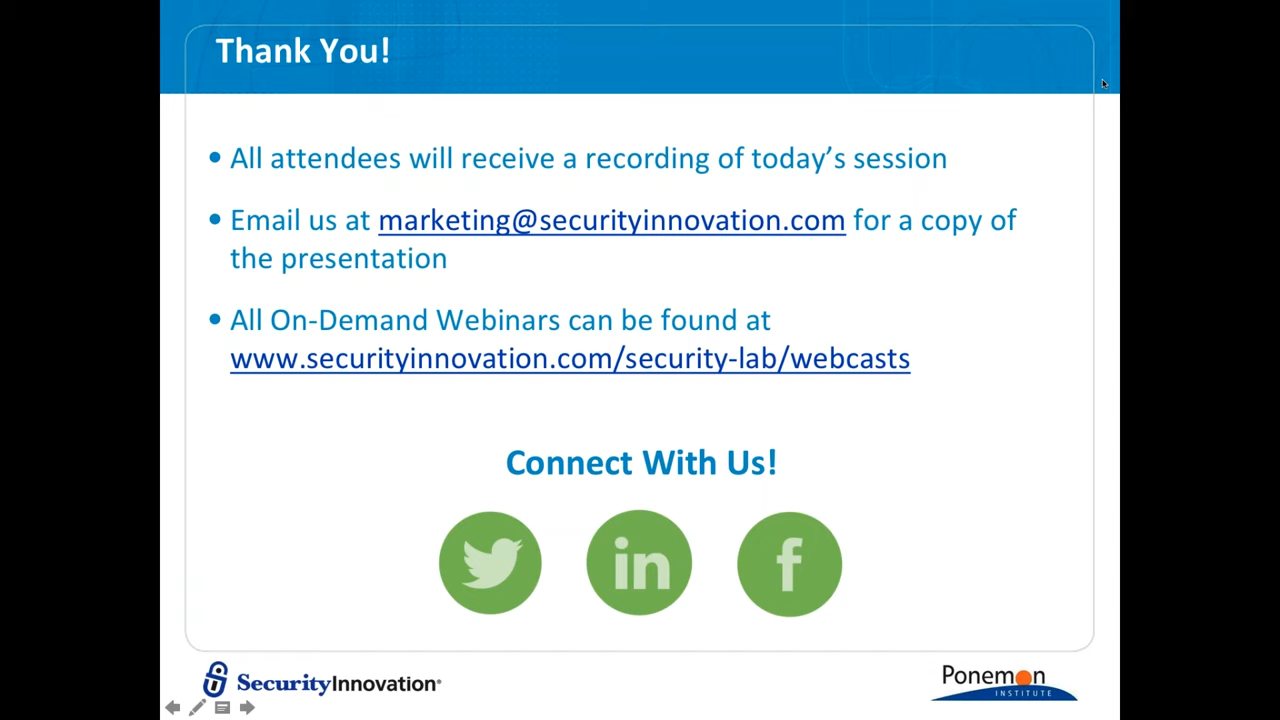 Thank You!
• All attendees will receive a recording of today’s session
• Email us at marketing@securityinnovation.com for a copy of
the presentation
• All On-Demand Webinars can be found at
www.securityinnovation.com/security-lab/webcasts
Connect With Us!
in f
SecurityInnovation®
Ponemon
INSTITUTE